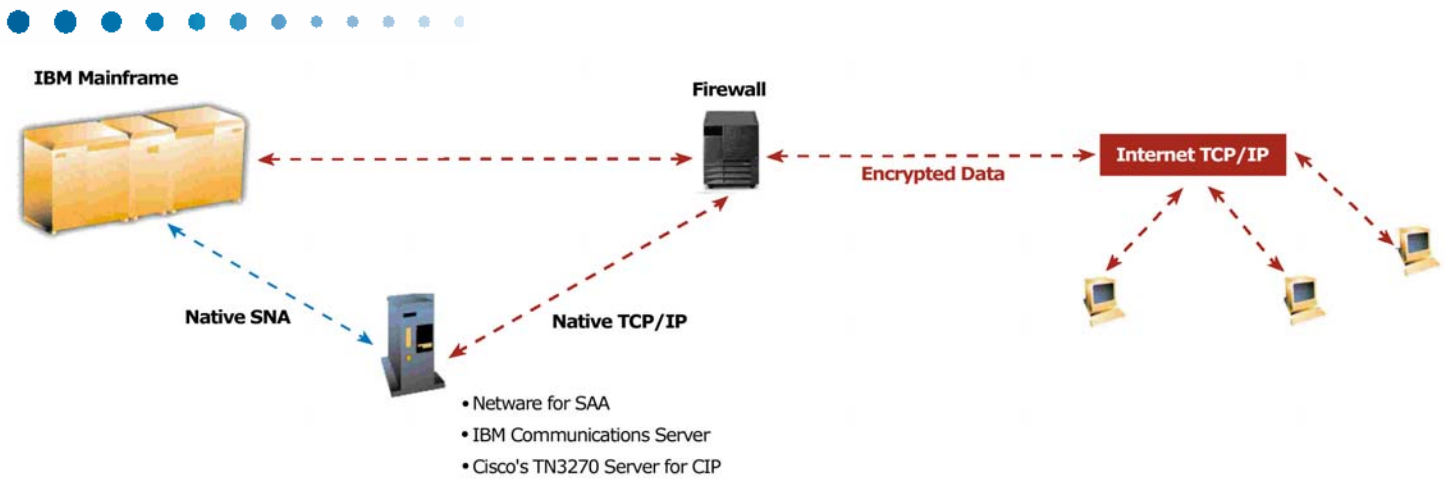 IBM Mainframe
Firewall
Internet TCP/IP
Encrypted Data
Native SNA
Native TCP/IP
• Netware for SAA
• IBM Communications Server
• Cisco's TN3270 Server for CIP